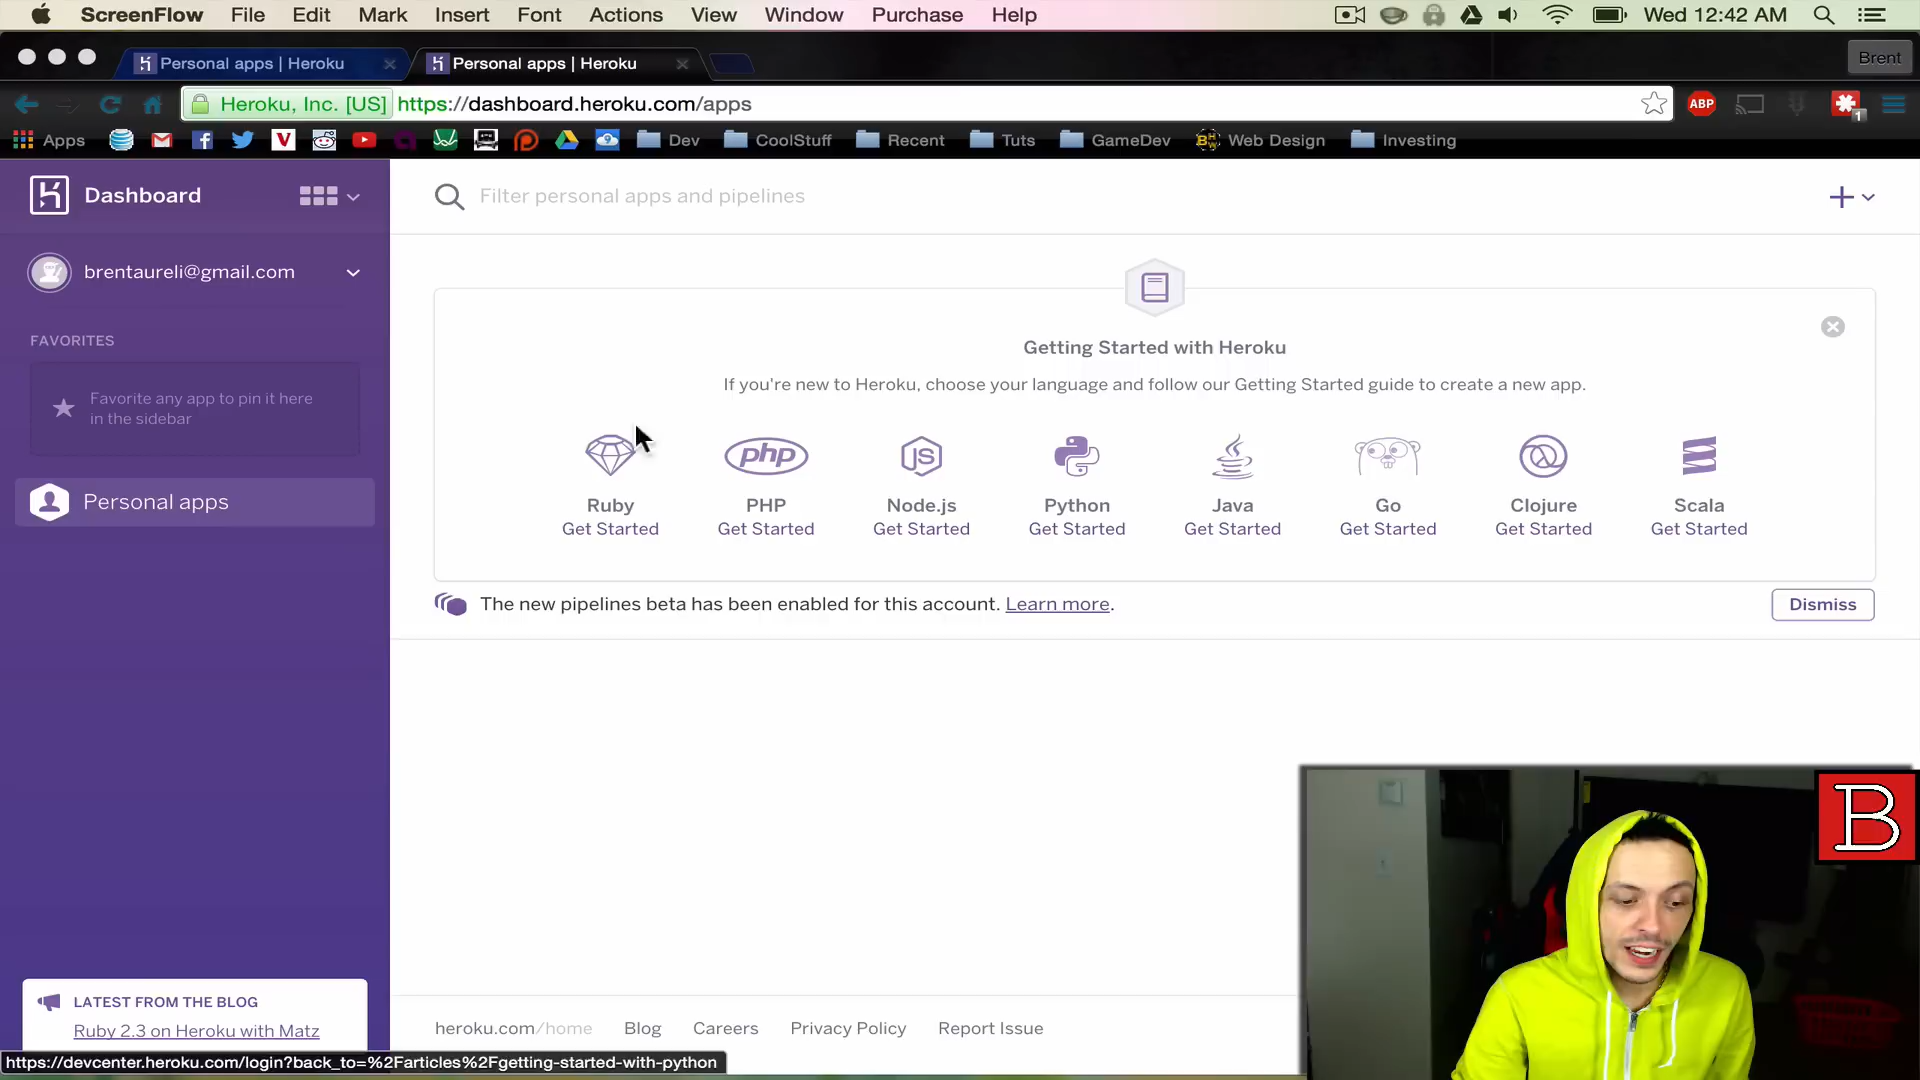 ScreenFlow File Edit Mark Insert Font Actions View Window Purchase Help Wed 12:42 AM
Personal apps | Heroku Personal apps | Heroku Brent
Heroku, Inc. [US] https://dashboard.heroku.com/apps ABP 1
Apps Dev CoolStuff Recent Tuts GameDev Web Design Investing
Dashboard
Filter personal apps and pipelines
brentaureli@gmail.com
FAVORITES
Favorite any app to pin it here
in the sidebar
Personal apps
Getting Started with Heroku
If you're new to Heroku, choose your language and follow our Getting Started guide to create a new app.
php JS
Ruby PHP Node.js Python Java Go Clojure Scala
Get Started Get Started Get Started Get Started Get Started Get Started Get Started Get Started
The new pipelines beta has been enabled for this account. Learn more. Dismiss
B
LATEST FROM THE BLOG
Ruby 2.3 on Heroku with Matz
heroku.com/home Blog Careers Privacy Policy Report Issue
https://devcenter.heroku.com/login?back_to=%2Farticles%2Fgetting-started-with-python